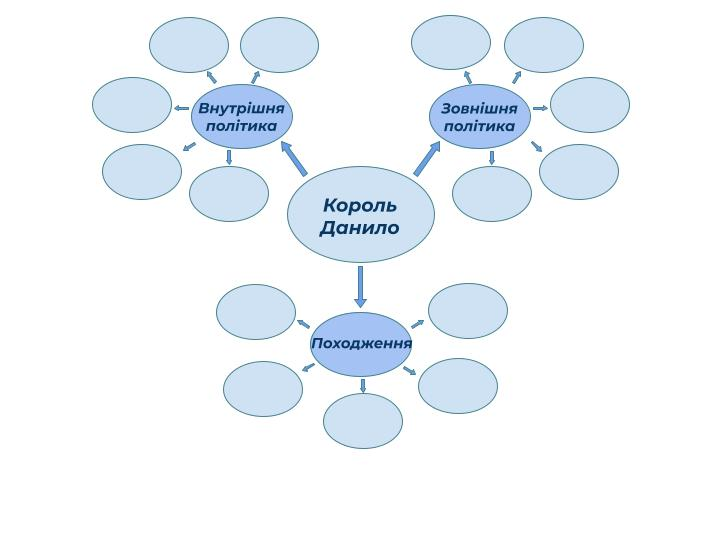 Внутрішня
політика
Зовнішня
політика
Король
Данило
Походження